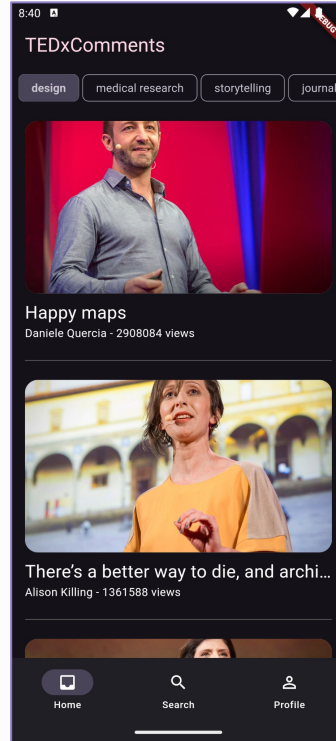 8:40
DEBUG
TEDxComments
design
medical research
storytelling
journal
Happy maps
Daniele Quercia - 2908084 views
There’s a better way to die, and archi…
Alison Killing - 1361588 views
Home
Search
Profile